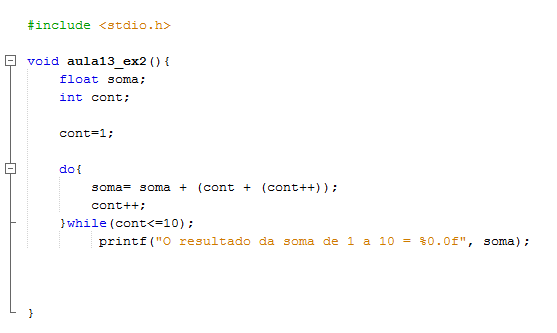 #include <stdio.h>
void aula13_ex2(){
float soma;
int cont;
cont=1;
do{
soma= soma + (cont + (cont++));
cont++;
}while(cont<=10);
printf("O resultado da soma de 1 a 10 = %0.0f", soma);
}